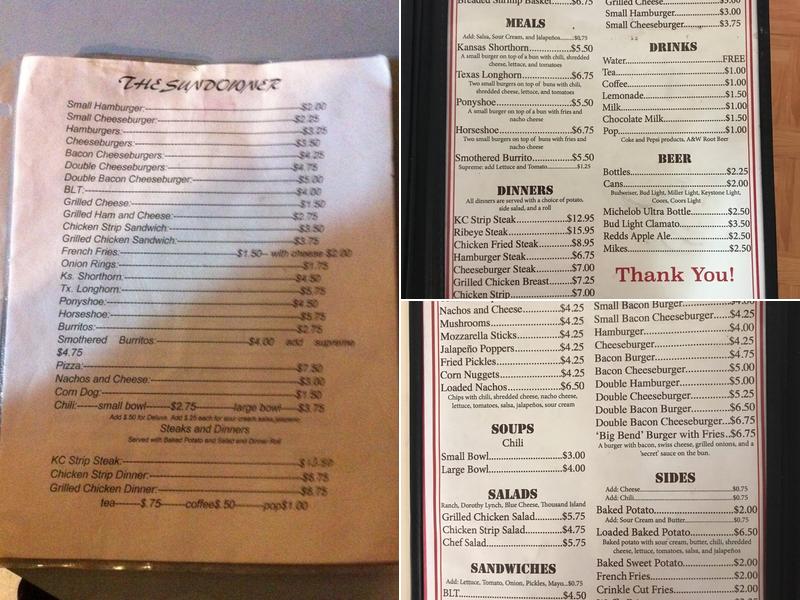 THE SUNDOWNER
Small Hamburger:$2.00
Small Cheeseburger:$2.25
Hamburgers:$3.25
Cheeseburgers:$3.50
Bacon Cheeseburgers:$4.25
Double Cheeseburgers:$4.75
Double Bacon Cheeseburger:$5.00
BLT:$4.00
Grilled Cheese:$1.50
Grilled Ham and Cheese:$2.75
Chicken Strip Sandwich:$3.50
Grilled Chicken Sandwich:$3.75
French Fries:$1.50-- with cheese $2.00
Onion Rings:$1.75
Ks. Shorthorn:$4.50
Tx. Longhorn:$5.75
Ponyshoe:$4.50
Horseshoe:$5.75
Burritos:$2.75
Smothered Burritos:$4.00 add supreme
$4.75
Pizza:$7.50
Nachos and Cheese:$3.00
Corn Dog:$1.50
Chili:-----small bowl-----$2.75--------large bowl----$3.75
Add $.50 for Deluxe. Add $.25 each for sour cream salsa, jalapeno
Steaks and Dinners
Served with Baked Potato and Salad and Dinner Roll
KC Strip Steak:
Chicken Strip Dinner:$6.75
Grilled Chicken Dinner:$6.75
tea--------$.75-------coffee$.50--------pop$1.00
Breaded Shrimp Basket...$6.75
MEALS
Add: Salsa, Sour Cream, and Jalapeños.....$0.75
Kansas Shorthorn...$5.50
A small burger on top of a bun with chili, shredded
cheese, lettuce, and tomatoes
Texas Longhorn...$6.75
Two small burgers on top of buns with chili,
shredded cheese, lettuce, and tomatoes
Ponyshoe...$5.50
A small burger on top of a bun with fries and
nacho cheese
Horseshoe...$6.75
Two small burgers on top of buns with fries and
nacho cheese
Smothered Burrito...$5.50
Supreme: add Lettuce and Tomato...$1.25
DINNERS
All dinners are served with a choice of potato,
side salad, and a roll
KC Strip Steak...$12.95
Ribeye Steak...$15.95
Chicken Fried Steak...$8.95
Hamburger Steak...$6.75
Cheeseburger Steak...$7.00
Grilled Chicken Breast...$7.25
Chicken Strip...$7.00
Grilled Cheese...$3.00
Small Hamburger...$3.00
Small Cheeseburger...$3.75
DRINKS
Water...FREE
Tea...$1.00
Coffee...$1.00
Lemonade...$1.50
Milk...$1.00
Chocolate Milk...$1.50
Pop...$1.00
Coke and Pepsi products, A&W Root Beer
BEER
Bottles...$2.25
Cans...$2.00
Budweiser, Bud Light, Miller Light, Keystone Light,
Coors, Coors Light
Michelob Ultra Bottle...$2.50
Bud Light Clamato...$3.50
Redds Apple Ale...$2.50
Mikes...$2.50
Thank You!
Nachos and Cheese...$4.25
Mushrooms...$4.25
Mozzarella Sticks...$4.25
Jalapeño Poppers...$4.25
Fried Pickles...$4.25
Corn Nuggets...$4.25
Loaded Nachos...$6.50
Chips with chili, shredded cheese, nacho cheese,
lettuce, tomatoes, salsa, jalapeños, sour cream
SOUPS
Chili
Small Bowl...$3.00
Large Bowl...$4.00
SALADS
Ranch, Dorothy Lynch, Blue Cheese, Thousand Island
Grilled Chicken Salad...$5.75
Chicken Strip Salad...$4.75
Chef Salad...$5.75
SANDWICHES
Add: Lettuce, Tomato, Onion, Pickles, Mayo...$0.75
BLT...$4.50
Small Bacon Burger...$4.00
Small Bacon Cheeseburger...$4.25
Hamburger...$4.00
Cheeseburger...$4.25
Bacon Burger...$4.75
Bacon Cheeseburger...$5.00
Double Hamburger...$5.00
Double Cheeseburger...$5.25
Double Bacon Burger...$6.50
Double Bacon Cheeseburger...$6.75
'Big Bend' Burger with Fries..$6.75
A burger with bacon, swiss cheese, grilled onions, and a
'secret' sauce on the bun.
SIDES
Add: Cheese...$0.75
Add: Chili...$0.75
Baked Potato...$2.00
Add: Sour Cream and Butter...$0.75
Loaded Baked Potato...$6.50
Baked potato with sour cream, butter, chili, shredded
cheese, lettuce, tomatoes, salsa, and jalapeños
Baked Sweet Potato...$2.00
French Fries...$2.00
Crinkle Cut Fries...$2.00